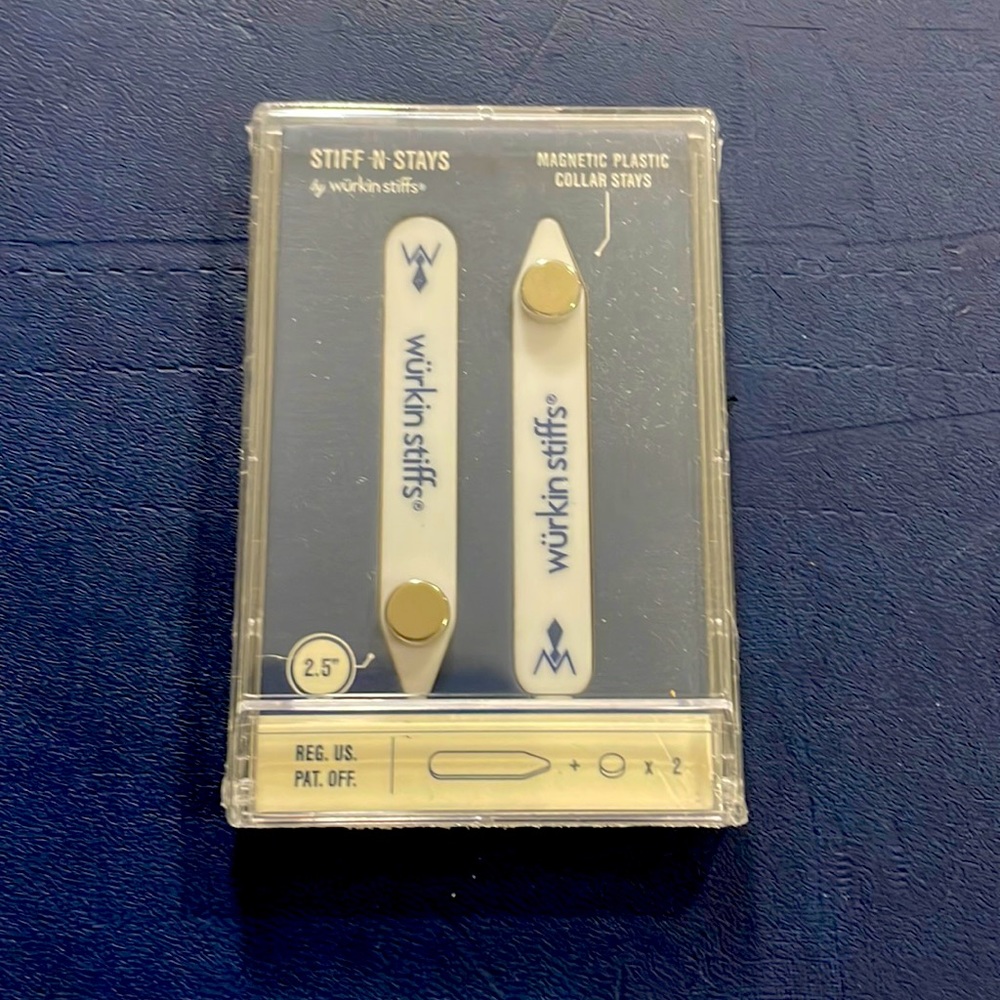 STIFF-N-STAYS
by würkin stiffs®
MAGNETIC PLASTIC
COLLAR STAYS
würkin stiffs®
würkin stiffs®
2.5"
REG. US.
PAT. OFF.
+ x 2